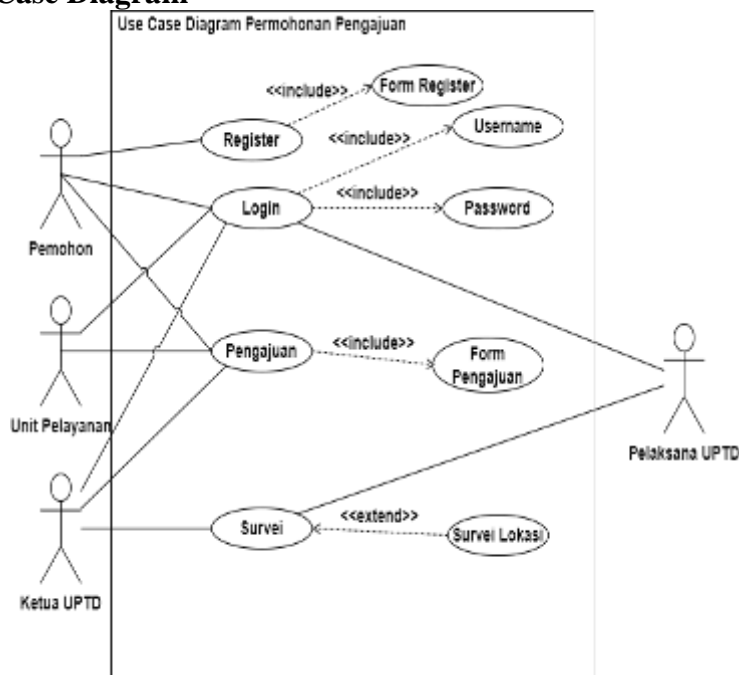 Case Diagram
Use Case Diagram Permohonan Pengajuan
<<include>>
Form Register
Register
<<include>>
Username
<<include>>
Login
Password
Pemohon
Pengajuan
<<include>>
Form
Pengajuan
Unit Pelayanan
Pelaksana UPTD
Survei
<<extend>>
Survei Lokasi
Ketua UPTD